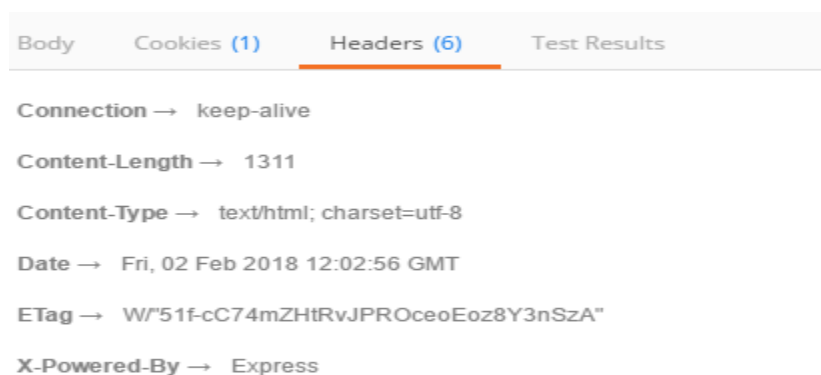 Body Cookies (1) Headers (6) Test Results
Connection → keep-alive
Content-Length → 1311
Content-Type → text/html; charset=utf-8
Date → Fri, 02 Feb 2018 12:02:56 GMT
ETag → W/"51f-cC74mZHtRvJPROceoEoz8Y3nSzA"
X-Powered-By → Express